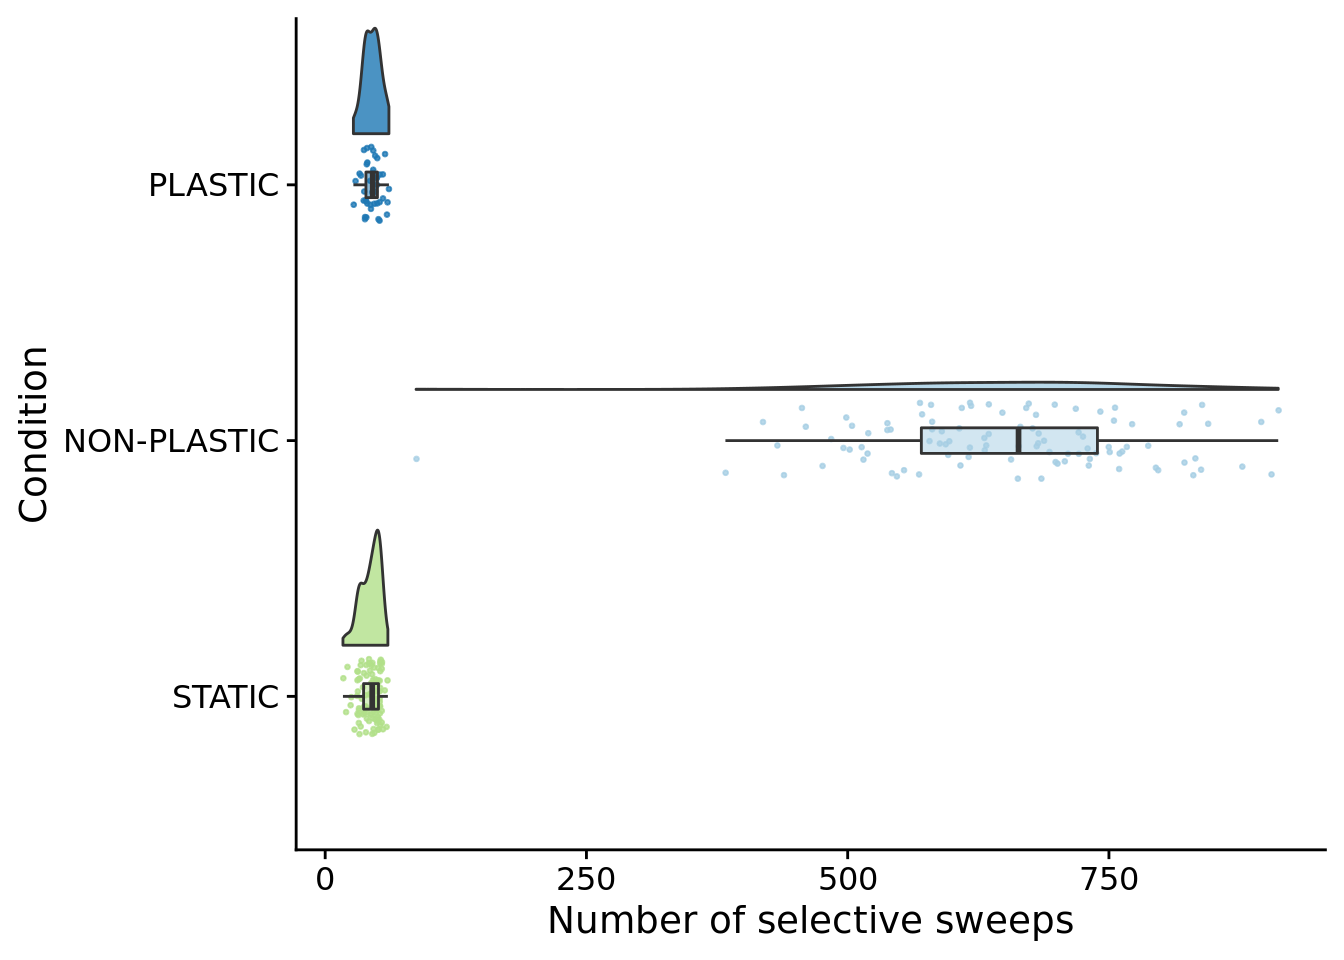 PLASTIC
NON-PLASTIC
STATIC
Condition
0 250 500 750
Number of selective sweeps